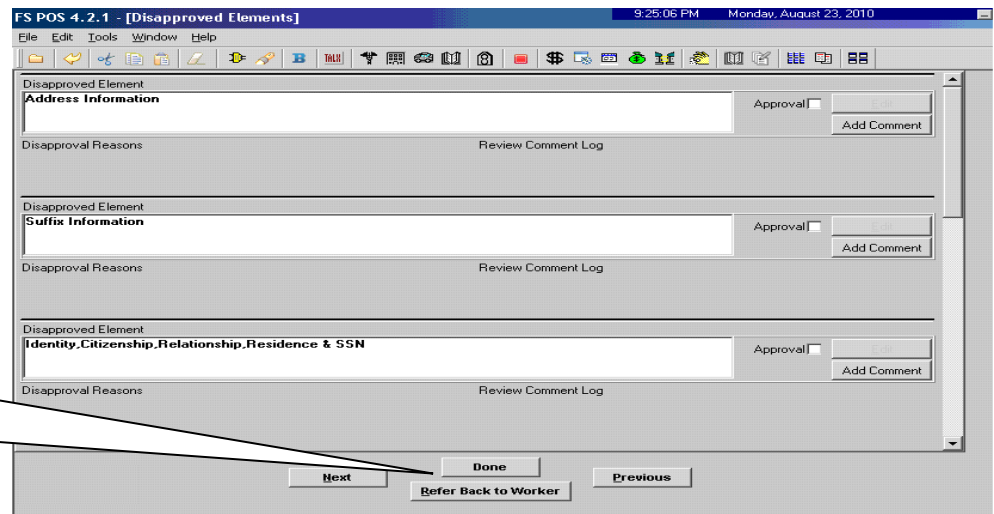 FS POS 4.2.1 - [Disapproved Elements] 9:25:06 PM Monday, August 23, 2010
File Edit Tools Window Help
B TALK
Disapproved Element
Address Information
Approval Edit
Add Comment
Disapproval Reasons Review Comment Log
Disapproved Element
Suffix Information
Approval Edit
Add Comment
Disapproval Reasons Review Comment Log
Disapproved Element
Identity,Citizenship,Relationship,Residence & SSN
Approval Edit
Add Comment
Disapproval Reasons Review Comment Log
Done
Next Previous
Refer Back to Worker